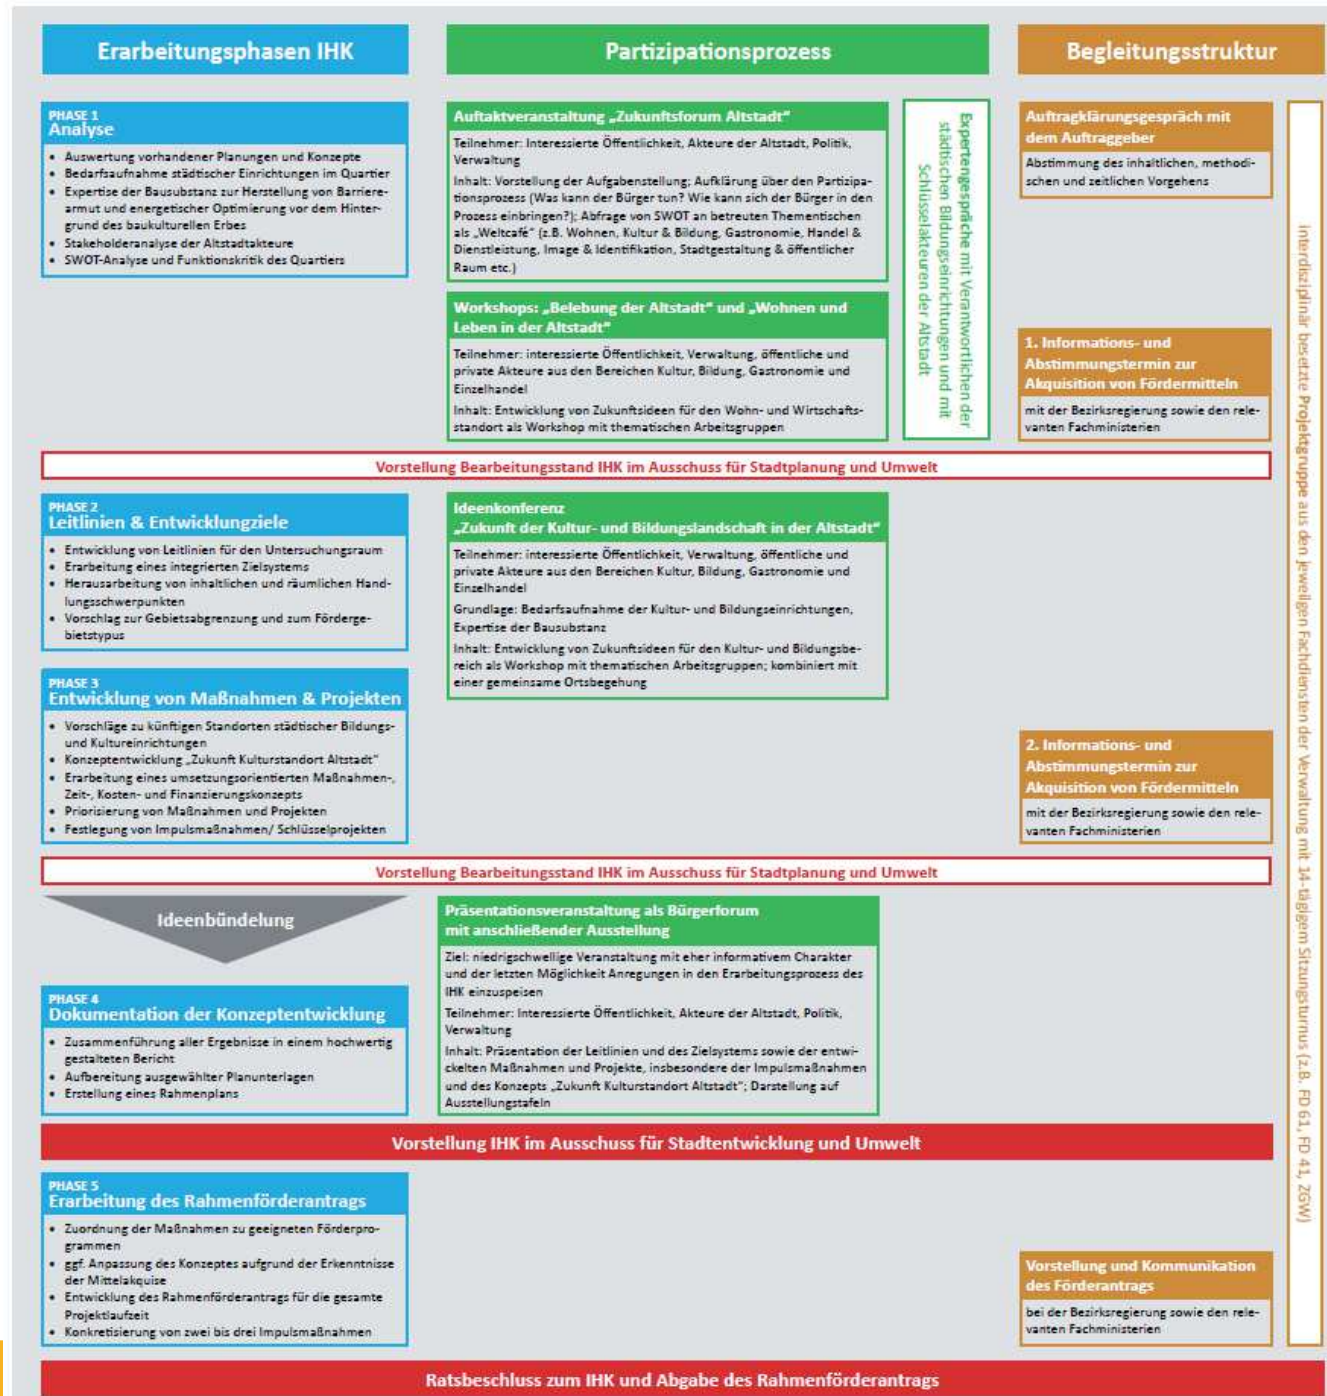 Erarbeitungsphasen IHK
Partizipationsprozess
Begleitungsstruktur
PHASE 1
Analyse
• Auswertung vorhandener Planungen und Konzepte
• Bedarfsaufnahme städtischer Einrichtungen im Quartier
• Expertise der Bausubstanz zur Herstellung von Barriere-
armut und energetischer Optimierung vor dem Hinter-
grund des baukulturellen Erbes
• Stakeholderanalyse der Altstadtakteure
• SWOT-Analyse und Funktionskritik des Quartiers
Auftaktveranstaltung „Zukunftsforum Altstadt“
Teilnehmer: Interessierte Öffentlichkeit, Akteure der Altstadt, Politik,
Verwaltung
Inhalt: Vorstellung der Aufgabenstellung; Aufklärung über den Partizipa-
tionsprozess (Was kann der Bürger tun? Wie kann sich der Bürger in den
Prozess einbringen?); Abfrage von SWOT an betreuten Thementischen
als „Weltcafé“ (z.B. Wohnen, Kultur & Bildung, Gastronomie, Handel &
Dienstleistung, Image & Identifikation, Stadtgestaltung & öffentlicher
Raum etc.)
Workshops: „Belebung der Altstadt“ und „Wohnen und
Leben in der Altstadt“
Teilnehmer: interessierte Öffentlichkeit, Verwaltung, öffentliche und
private Akteure aus den Bereichen Kultur, Bildung, Gastronomie und
Einzelhandel
Inhalt: Entwicklung von Zukunftsideen für den Wohn- und Wirtschafts-
standort als Workshop mit thematischen Arbeitsgruppen
Expertengespräche mit Verantwortlichen der
städtischen Bildungseinrichtungen und mit
Schlüsselakteuren der Altstadt
Auftragklärungsgespräch mit
dem Auftraggeber
Abstimmung des inhaltlichen, methodi-
schen und zeitlichen Vorgehens
1. Informations- und
Abstimmungstermin zur
Akquisition von Fördermitteln
mit der Bezirksregierung sowie den rele-
vanten Fachministerien
interdisziplinär besetzte Projektgruppe aus den jeweilgen Fachdiensten der Verwaltung mit 14-tägigem Sitzungsturnus (z.B. FD 61, FD 41, ZGW)
Vorstellung Bearbeitungsstand IHK im Ausschuss für Stadtplanung und Umwelt
PHASE 2
Leitlinien & Entwicklungziele
• Entwicklung von Leitlinien für den Untersuchungsraum
• Erarbeitung eines integrierten Zielsystems
• Herausarbeitung von inhaltlichen und räumlichen Hand-
lungsschwerpunkten
• Vorschlag zur Gebietsabgrenzung und zum Förderge-
bietstypus
Ideenkonferenz
„Zukunft der Kultur- und Bildungslandschaft in der Altstadt“
Teilnehmer: interessierte Öffentlichkeit, Verwaltung, öffentliche und
private Akteure aus den Bereichen Kultur, Bildung, Gastronomie und
Einzelhandel
Grundlage: Bedarfsaufnahme der Kultur- und Bildungseinrichtungen,
Expertise der Bausubstanz
Inhalt: Entwicklung von Zukunftsideen für den Kultur- und Bildungsbe-
reich als Workshop mit thematischen Arbeitsgruppen; kombiniert mit
einer gemeinsame Ortsbegehung
PHASE 3
Entwicklung von Maßnahmen & Projekten
• Vorschläge zu künftigen Standorten städtischer Bildungs-
und Kultureinrichtungen
• Konzeptentwicklung „Zukunft Kulturstandort Altstadt“
• Erarbeitung eines umsetzungsorientierten Maßnahmen-,
Zeit-, Kosten- und Finanzierungskonzepts
• Priorisierung von Maßnahmen und Projekten
• Festlegung von Impulsmaßnahmen/ Schlüsselprojekten
2. Informations- und
Abstimmungstermin zur
Akquisition von Fördermitteln
mit der Bezirksregierung sowie den rele-
vanten Fachministerien
Vorstellung Bearbeitungsstand IHK im Ausschuss für Stadtplanung und Umwelt
Ideenbündelung
Präsentationsveranstaltung als Bürgerforum
mit anschließender Ausstellung
Ziel: niedrigschwellige Veranstaltung mit eher informativem Charakter
und der letzten Möglichkeit Anregungen in den Erarbeitungsprozess des
IHK einzuspeisen
Teilnehmer: Interessierte Öffentlichkeit, Akteure der Altstadt, Politik,
Verwaltung
Inhalt: Präsentation der Leitlinien und des Zielsystems sowie der entwi-
ckelten Maßnahmen und Projekte, insbesondere der Impulsmaßnahmen
und des Konzepts „Zukunft Kulturstandort Altstadt“; Darstellung auf
Ausstellungstafeln
PHASE 4
Dokumentation der Konzeptentwicklung
• Zusammenführung aller Ergebnisse in einem hochwertig
gestalteten Bericht
• Aufbereitung ausgewählter Planunterlagen
• Erstellung eines Rahmenplans
Vorstellung IHK im Ausschuss für Stadtentwicklung und Umwelt
PHASE 5
Erarbeitung des Rahmenförderantrags
• Zuordnung der Maßnahmen zu geeigneten Förderpro-
grammen
• ggf. Anpassung des Konzeptes aufgrund der Erkenntnisse
der Mittelakquise
• Entwicklung des Rahmenförderantrags für die gesamte
Projektlaufzeit
• Konkretisierung von zwei bis drei Impulsmaßnahmen
Vorstellung und Kommunikation
des Förderantrags
bei der Bezirksregierung sowie den rele-
vanten Fachministerien
Ratsbeschluss zum IHK und Abgabe des Rahmenförderantrags